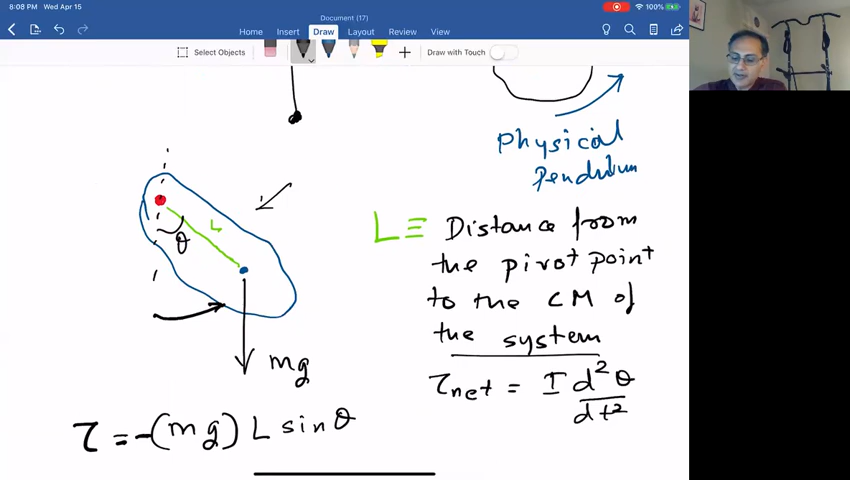 8:08 PM Wed Apr 15
100%
Document (17)
Home Insert Draw Layout Review View
Select Objects
Draw with Touch
Physical
Pendulum
L
θ
mg
L ≡ Distance from
the pivot point
to the CM of
the system
τnet = I d²θ
dt²
τ = -(mg) L sinθ